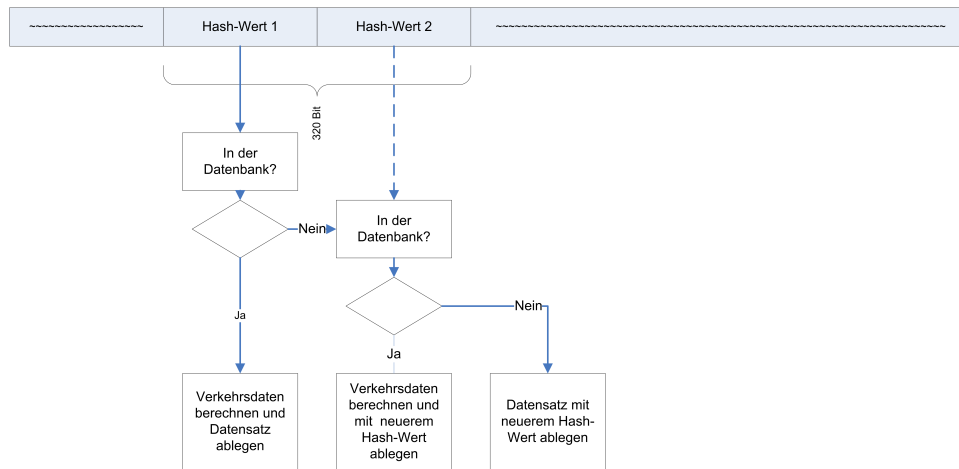 ~~~~~~~~~~~~~~~~~ Hash-Wert 1 Hash-Wert 2 ~~~~~~~~~~~~~~~~~~~~~~~~~~~~~~~~~~~~~~~~~~~~~~~~~~~~~~~~~~~~~~~~~~~
320 Bit
In der
Datenbank?
Nein
In der
Datenbank?
Ja
Nein
Ja
Verkehrsdaten
berechnen und
Datensatz
ablegen
Verkehrsdaten
berechnen und
mit neuerem
Hash-Wert
ablegen
Datensatz mit
neuerem Hash-
Wert ablegen